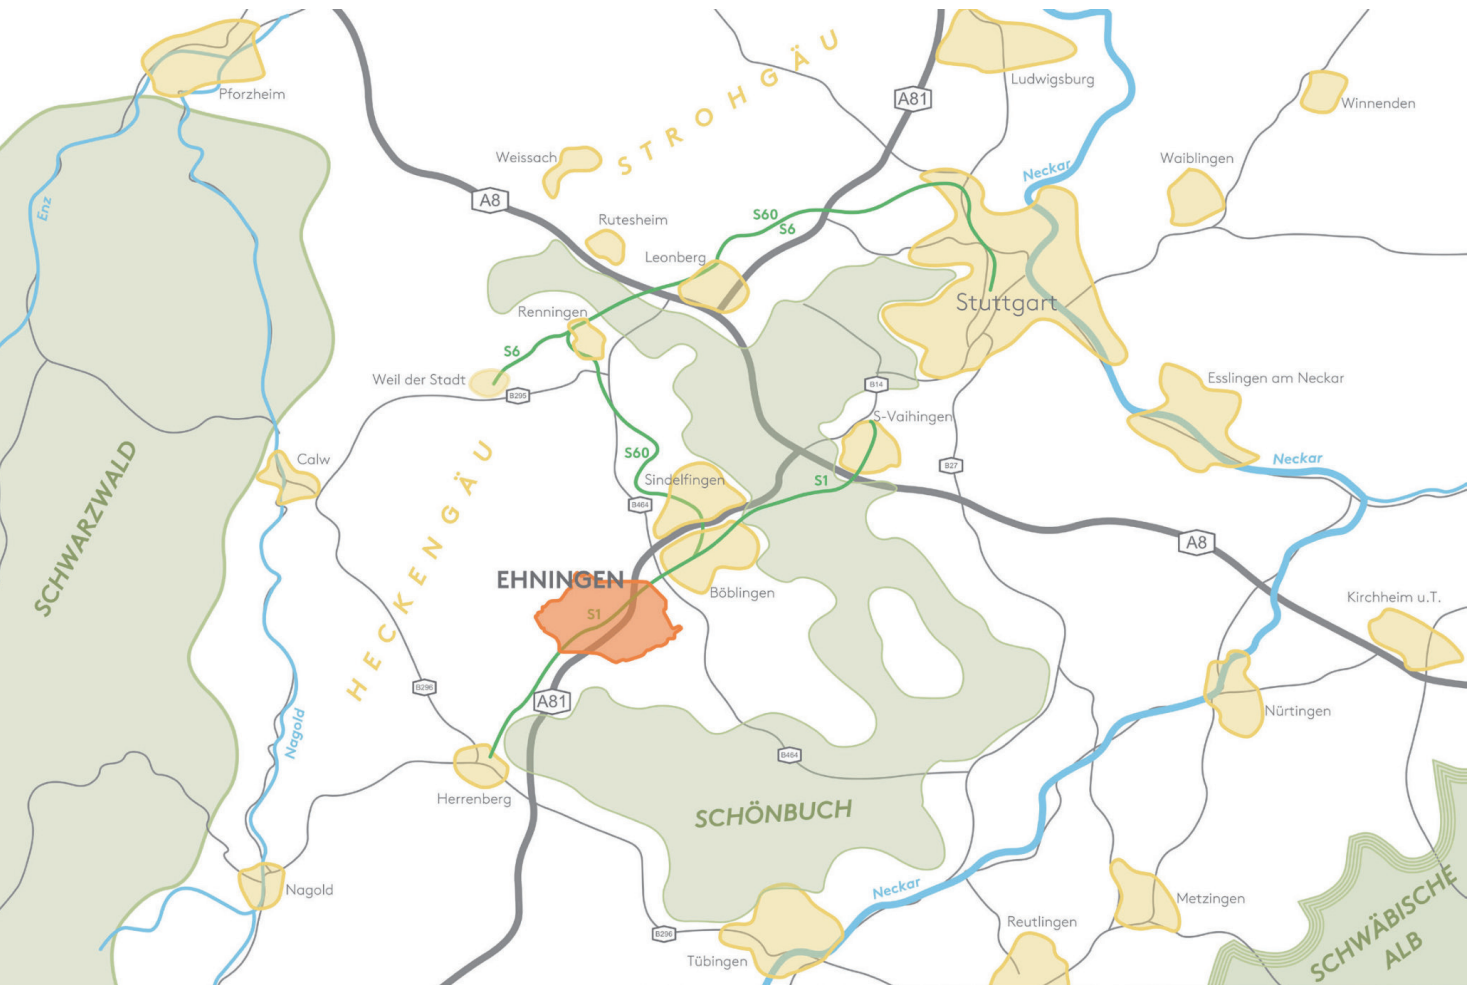 Pforzheim
Ludwigsburg
STROHGÄU
A81
Winnenden
Weissach
Waiblingen
Neckar
A8
Enz
Rutesheim
S60
S6
Leonberg
Renningen
Stuttgart
S6
Weil der Stadt
B295
B14
Esslingen am Neckar
S-Vaihingen
Calw
S60
Neckar
B27
Sindelfingen
S1
B464
SCHWARZWALD
HECKENGÄU
A8
EHNINGEN
Böblingen
Kirchheim u.T.
S1
B296
A81
Nagold
Nürtingen
B464
Herrenberg
SCHÖNBUCH
Nagold
Neckar
Metzingen
Reutlingen
B296
Tübingen
SCHWÄBISCHE
ALB